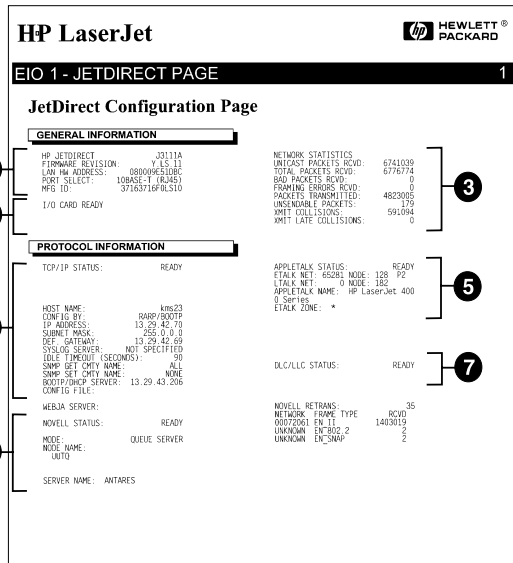 HP LaserJet
hp HEWLETT®
PACKARD
EIO 1 - JETDIRECT PAGE 1
JetDirect Configuration Page
GENERAL INFORMATION
HP JETDIRECT J3111A
FIRMWARE REVISION: Y.LS.11
LAN HW ADDRESS: 080009E51DBC
PORT SELECT: 10BASE-T (RJ45)
MFG ID: 37163716F0LS10
I/O CARD READY
NETWORK STATISTICS
UNICAST PACKETS RCVD: 6741039
TOTAL PACKETS RCVD: 6776774
BAD PACKETS RCVD: 0
FRAMING ERRORS RCVD: 0
PACKETS TRANSMITTED: 4823005
UNSENDABLE PACKETS: 179
XMIT COLLISIONS: 591094
XMIT LATE COLLISIONS: 0
3
PROTOCOL INFORMATION
TCP/IP STATUS: READY
HOST NAME: kms23
CONFIG BY: RARP/BOOTP
IP ADDRESS: 13.29.42.70
SUBNET MASK: 255.0.0.0
DEF. GATEWAY: 13.29.42.69
SYSLOG SERVER: NOT SPECIFIED
IDLE TIMEOUT (SECONDS): 90
SNMP GET CMTY NAME: ALL
SNMP SET CMTY NAME: NONE
BOOTP/DHCP SERVER: 13.29.43.206
CONFIG FILE:
WEBJA SERVER:
APPLETALK STATUS: READY
ETALK NET: 65281 NODE: 128 P2
LTALK NET: 0 NODE: 182
APPLETALK NAME: HP LaserJet 400
0 Series
ETALK ZONE: *
5
DLC/LLC STATUS: READY
7
NOVELL STATUS: READY
MODE: QUEUE SERVER
NODE NAME:
UUTQ
SERVER NAME: ANTARES
NOVELL RETRANS: 35
NETWORK FRAME TYPE RCVD
00072061 EN_II 1403019
UNKNOWN EN_802.2 2
UNKNOWN EN_SNAP 2